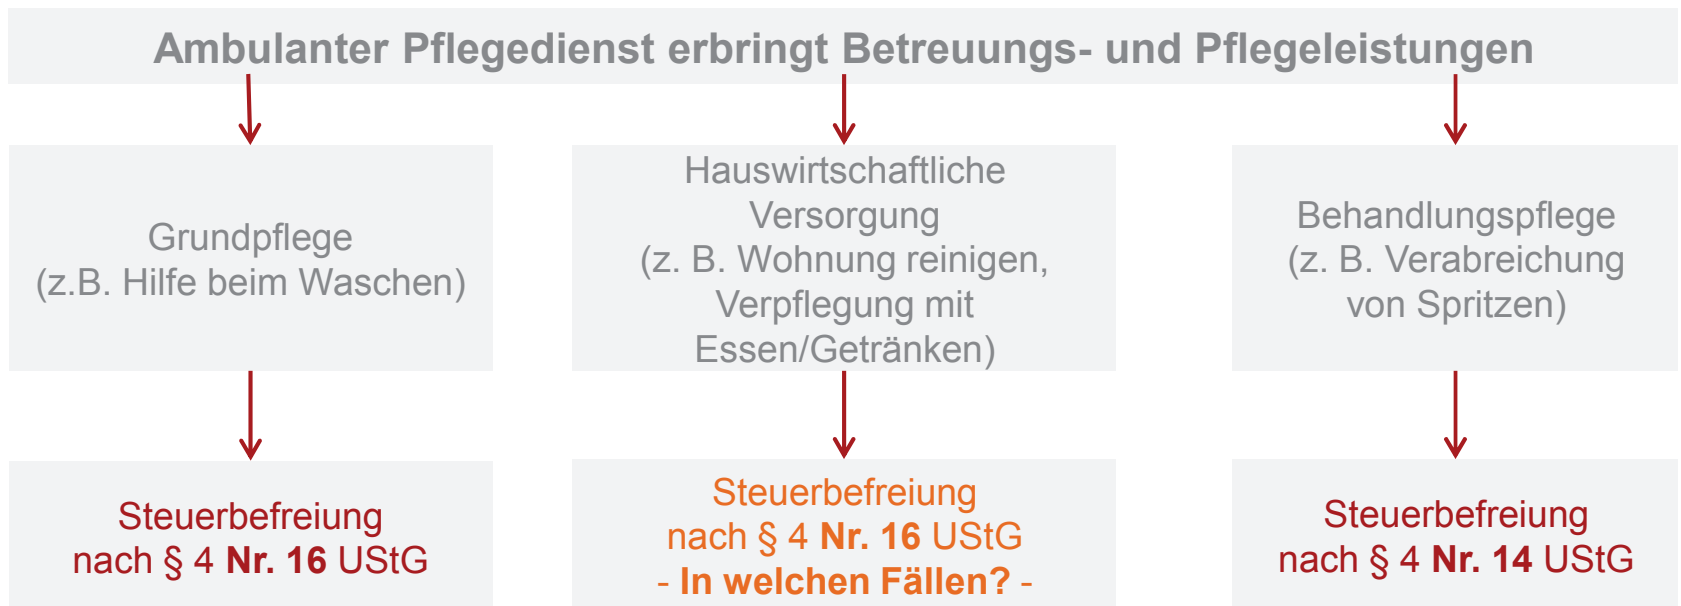 Ambulanter Pflegedienst erbringt Betreuungs- und Pflegeleistungen
Grundpflege
(z.B. Hilfe beim Waschen)
Hauswirtschaftliche
Versorgung
(z. B. Wohnung reinigen,
Verpflegung mit
Essen/Getränken)
Behandlungspflege
(z. B. Verabreichung
von Spritzen)
Steuerbefreiung
nach § 4 Nr. 16 UStG
Steuerbefreiung
nach § 4 Nr. 16 UStG
- In welchen Fällen? -
Steuerbefreiung
nach § 4 Nr. 14 UStG